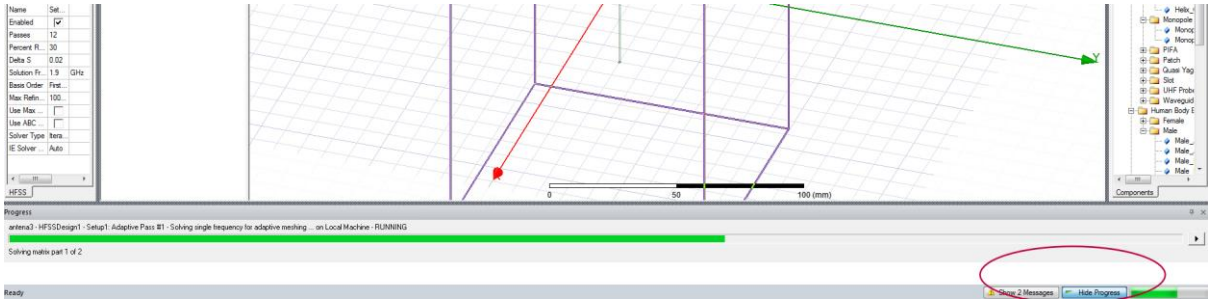 Name Set...
Enabled
Passes 12
Percent R... 30
Delta S 0.02
Solution Fr... 1.9 GHz
Basis Order First...
Max Refin... 100...
Use Max ...
Use ABC ...
Solver Type Itera...
IE Solver ... Auto
HFSS
Y
0 50 100 (mm)
Helix_
Monopole
Monop
Monop
PIFA
Patch
Quasi Yag
Slot
UHF Probe
Waveguid
Human Body E
Female
Male
Male_
Male_
Male_
Male
Components
Progress
antena3 - HFSSDesign1 - Setup1: Adaptive Pass #1 - Solving single frequency for adaptive meshing ... on Local Machine - RUNNING
Solving matrix part 1 of 2
Ready
Show 2 Messages
Hide Progress